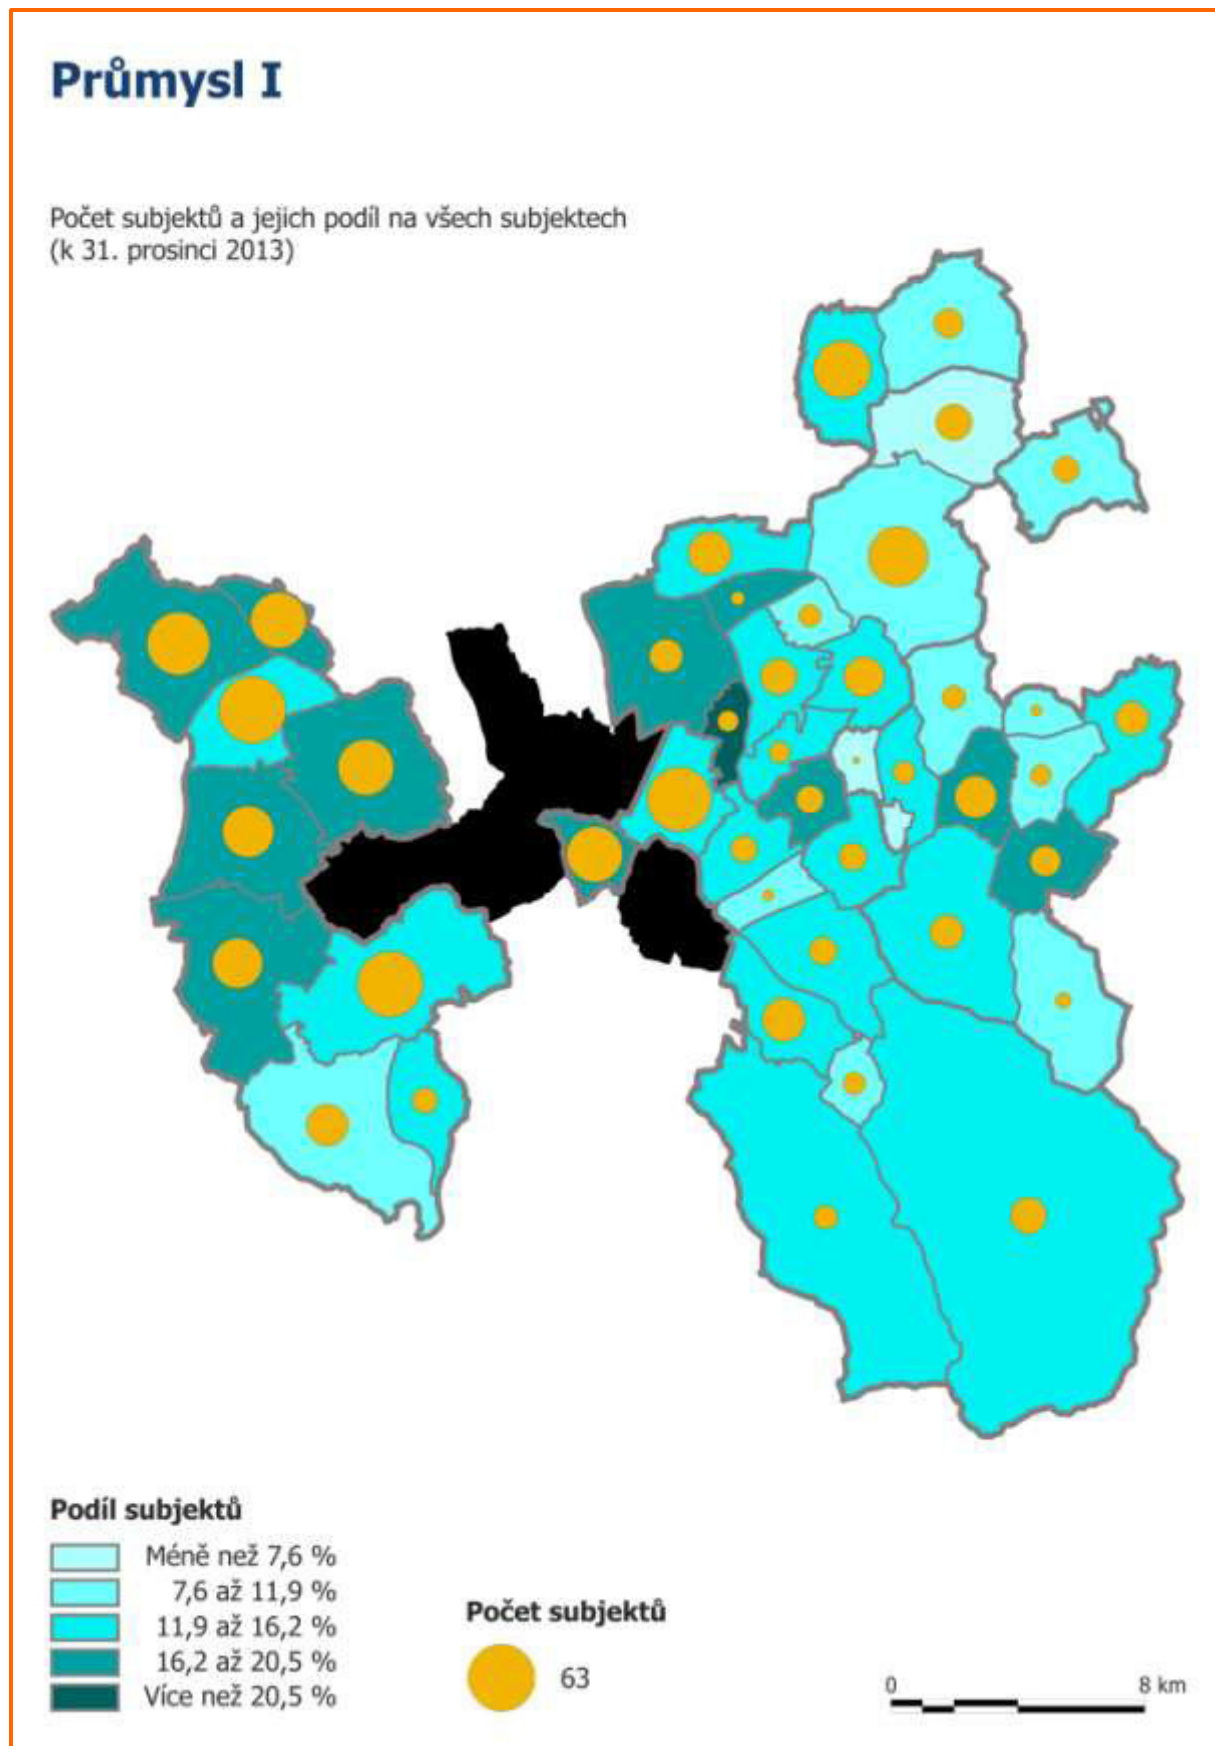 Průmysl I
Počet subjektů a jejich podíl na všech subjektech
(k 31. prosinci 2013)
Podíl subjektů
Méně než 7,6 %
7,6 až 11,9 %
11,9 až 16,2 %
16,2 až 20,5 %
Více než 20,5 %
Počet subjektů
63
0 8 km